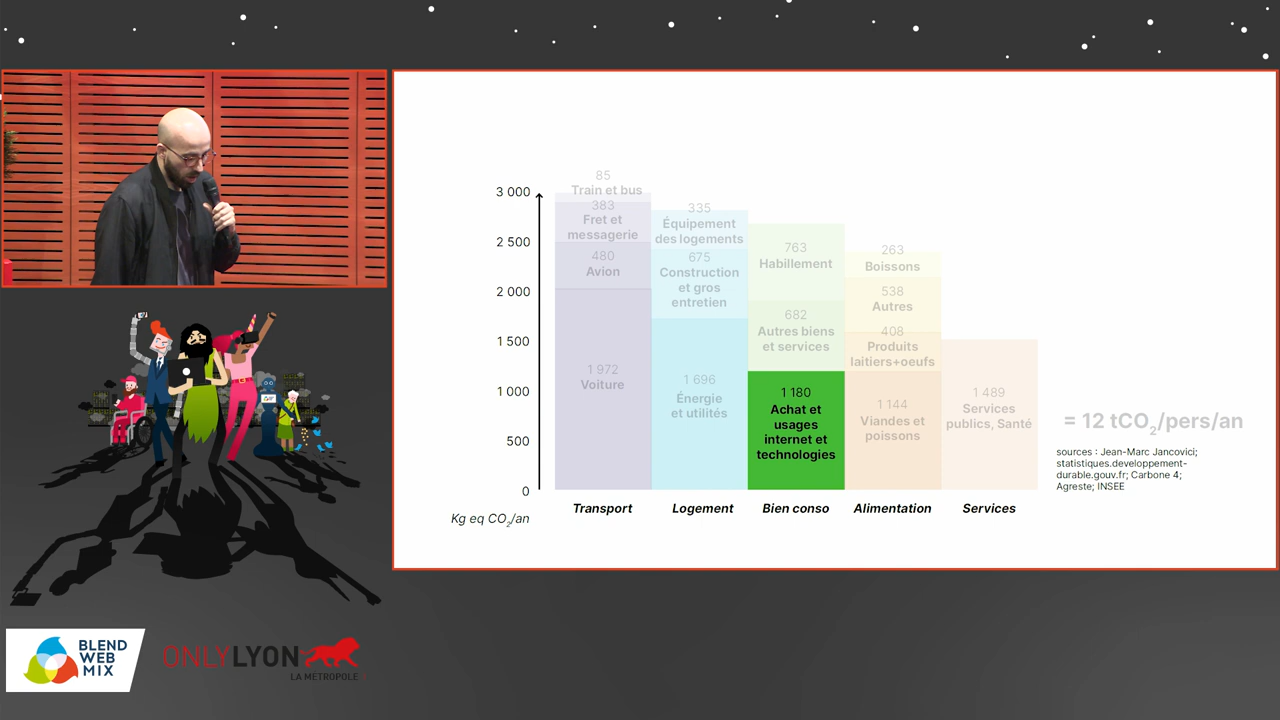 3 000
2 500
2 000
1 500
1 000
500
0
Kg eq CO2/an
85
Train et bus
383
Fret et
messagerie
480
Avion
1 972
Voiture
Transport
335
Équipement
des logements
675
Construction
et gros
entretien
1 696
Énergie
et utilités
Logement
763
Habillement
682
Autres biens
et services
1 180
Achat et
usages
internet et
technologies
Bien conso
263
Boissons
538
Autres
408
Produits
laitiers+oeufs
1 144
Viandes et
poissons
Alimentation
1 489
Services
publics, Santé
Services
= 12 tCO2/pers/an
sources : Jean-Marc Jancovici;
statistiques.developpement-
durable.gouv.fr; Carbone 4;
Agreste; INSEE
BLEND
WEB
MIX
ONLYLYON
LA MÉTROPOLE